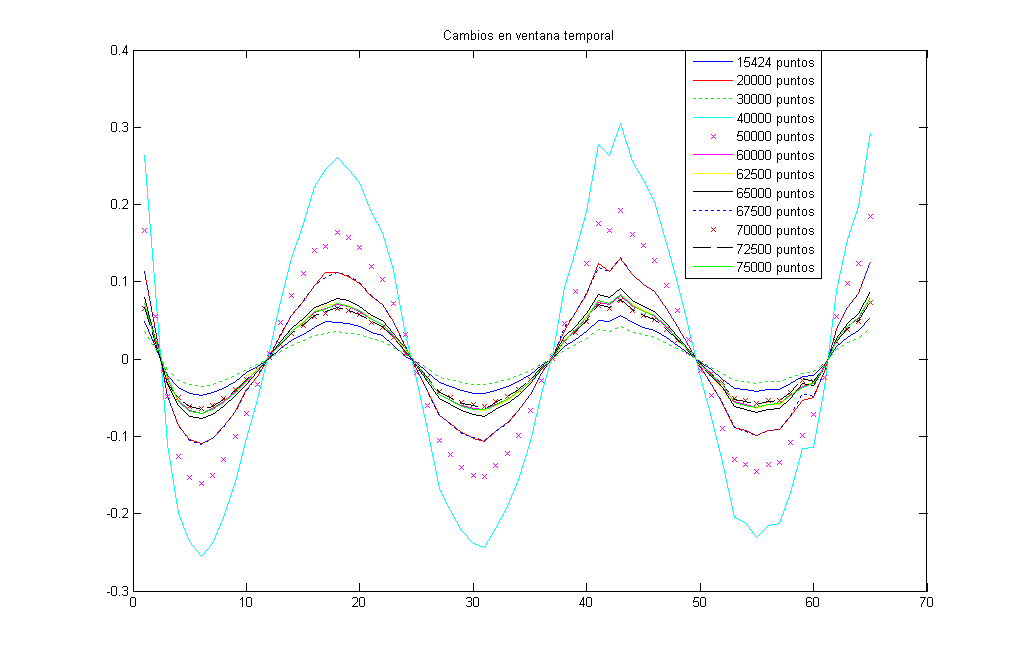 Cambios en ventana temporal
0.4
0.3
0.2
0.1
0
-0.1
-0.2
-0.3
0 10 20 30 40 50 60 70
15424 puntos
20000 puntos
30000 puntos
40000 puntos
50000 puntos
60000 puntos
62500 puntos
65000 puntos
67500 puntos
70000 puntos
72500 puntos
75000 puntos